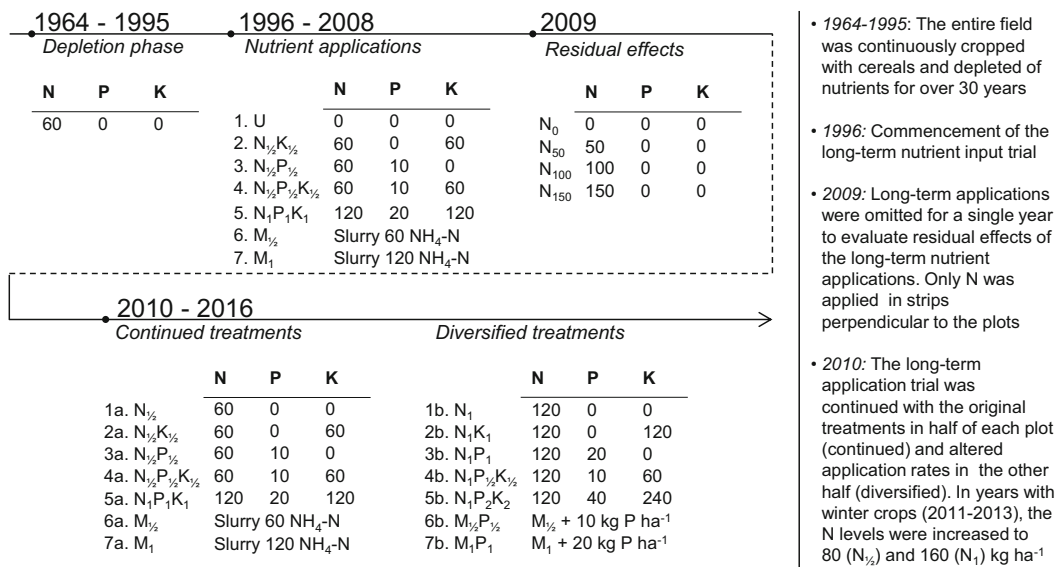 1964 - 1995
Depletion phase
N P K
60 0 0
1996 - 2008
Nutrient applications
N P K
1. U 0 0 0
2. N½K½ 60 0 60
3. N½P½ 60 10 0
4. N½P½K½ 60 10 60
5. N₁P₁K₁ 120 20 120
6. M½ Slurry 60 NH₄-N
7. M₁ Slurry 120 NH₄-N
2009
Residual effects
N P K
N₀ 0 0 0
N₅₀ 50 0 0
N₁₀₀ 100 0 0
N₁₅₀ 150 0 0
2010 - 2016
Continued treatments
N P K
1a. N½ 60 0 0
2a. N½K½ 60 0 60
3a. N½P½ 60 10 0
4a. N½P½K½ 60 10 60
5a. N₁P₁K₁ 120 20 120
6a. M½ Slurry 60 NH₄-N
7a. M₁ Slurry 120 NH₄-N
Diversified treatments
N P K
1b. N₁ 120 0 0
2b. N₁K₁ 120 0 120
3b. N₁P₁ 120 20 0
4b. N₁P½K½ 120 10 60
5b. N₁P₂K₂ 120 40 240
6b. M½P½ M½ + 10 kg P ha⁻¹
7b. M₁P₁ M₁ + 20 kg P ha⁻¹
• 1964-1995: The entire field
was continuously cropped
with cereals and depleted of
nutrients for over 30 years
• 1996: Commencement of the
long-term nutrient input trial
• 2009: Long-term applications
were omitted for a single year
to evaluate residual effects of
the long-term nutrient
applications. Only N was
applied in strips
perpendicular to the plots
• 2010: The long-term
application trial was
continued with the original
treatments in half of each plot
(continued) and altered
application rates in the other
half (diversified). In years with
winter crops (2011-2013), the
N levels were increased to
80 (N½) and 160 (N₁) kg ha⁻¹